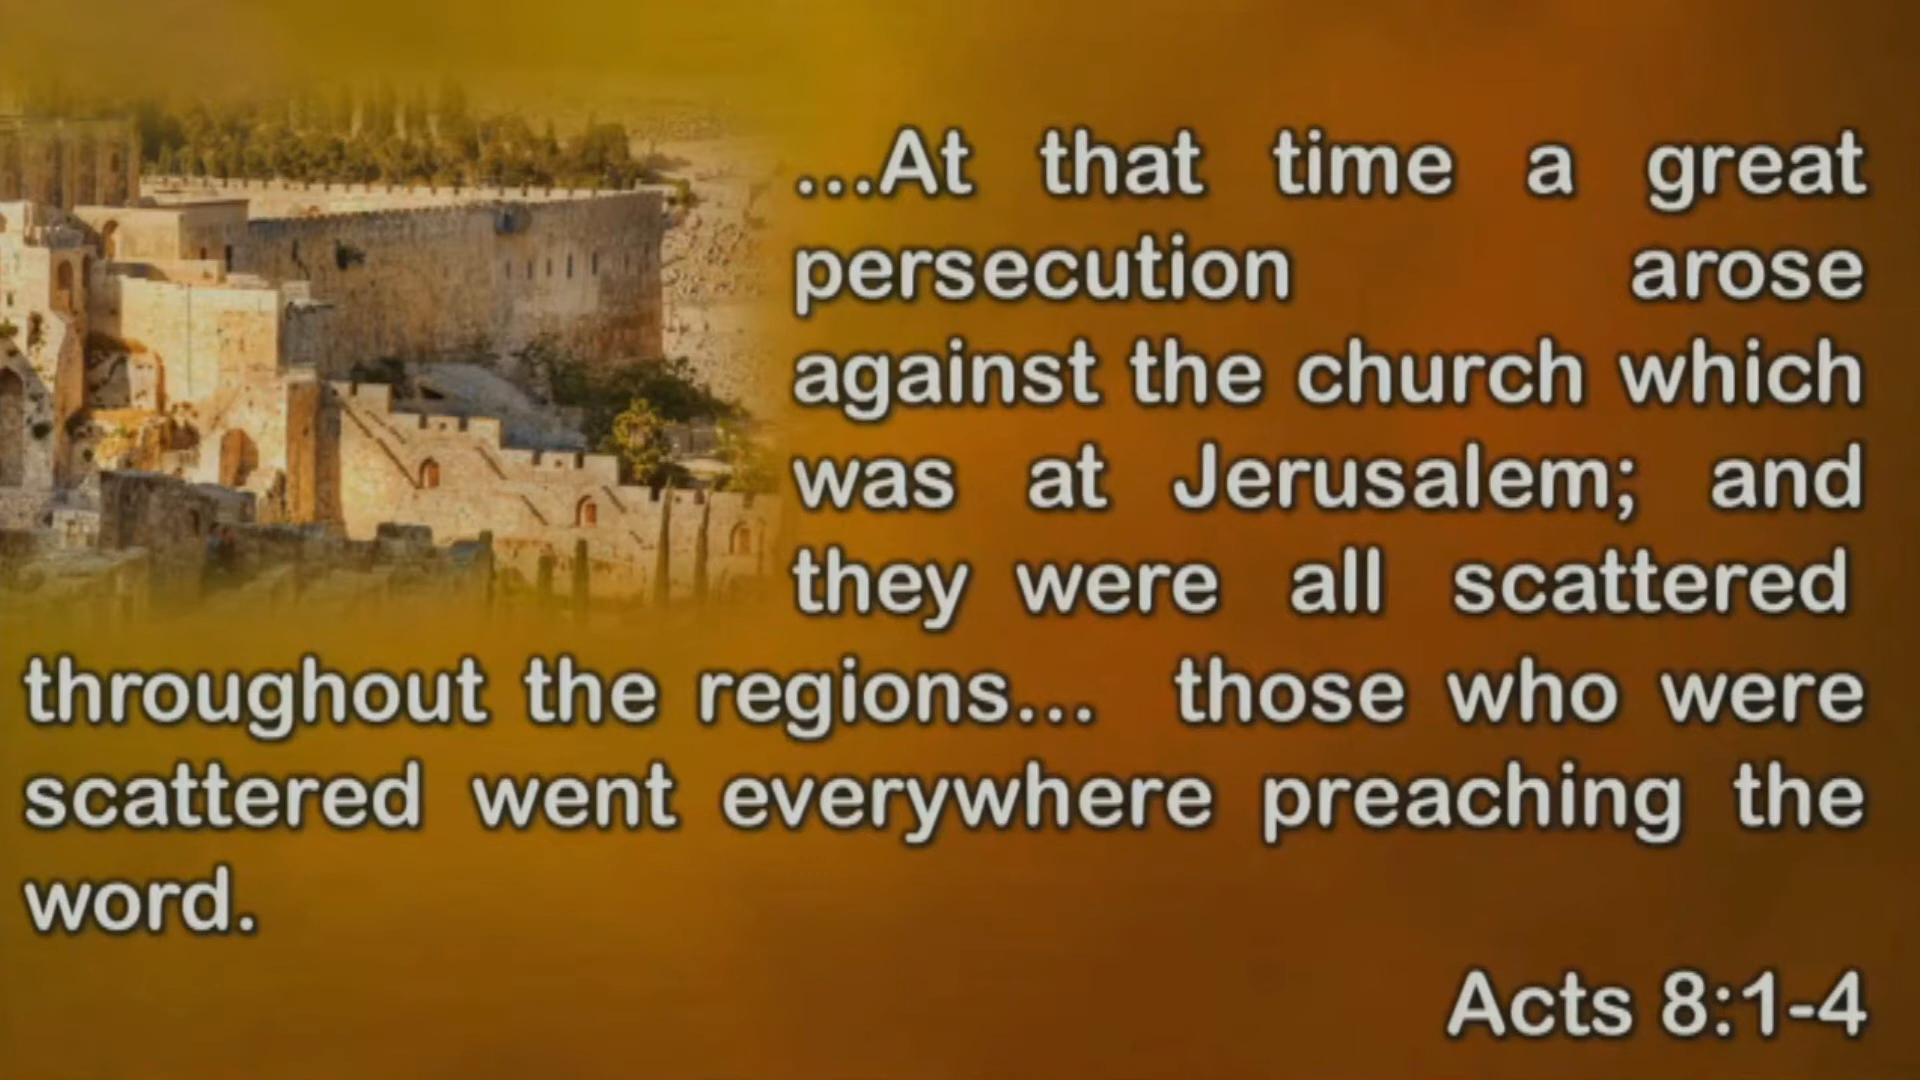 ...At that time a great
persecution arose
against the church which
was at Jerusalem; and
they were all scattered
throughout the regions... those who were
scattered went everywhere preaching the
word.
Acts 8:1-4